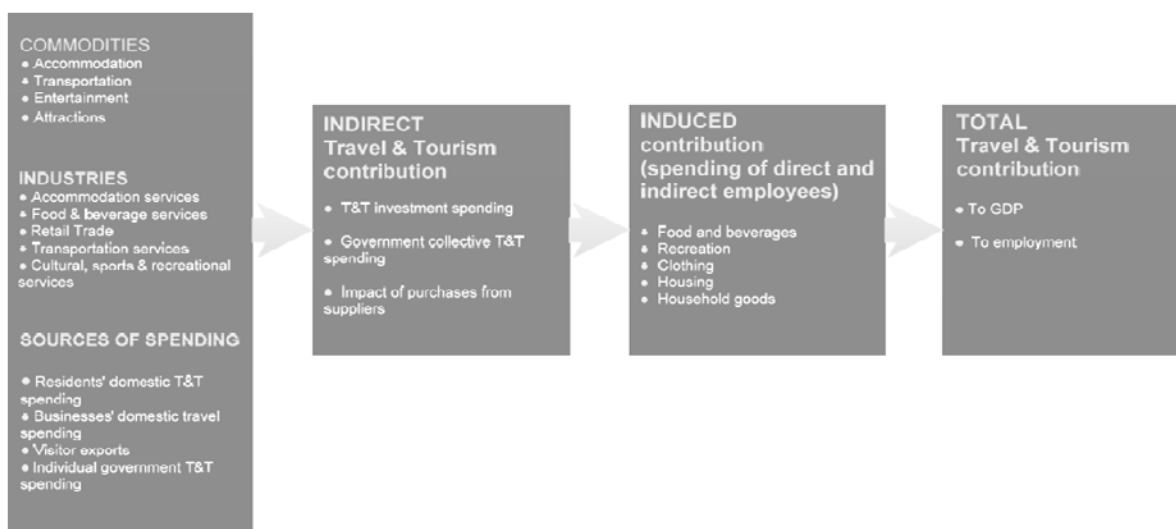 COMMODITIES
● Accommodation
● Transportation
● Entertainment
● Attractions
INDUSTRIES
● Accommodation services
● Food & beverage services
● Retail Trade
● Transportation services
● Cultural, sports & recreational
services
SOURCES OF SPENDING
● Residents' domestic T&T
spending
● Businesses' domestic travel
spending
● Visitor exports
● Individual government T&T
spending
INDIRECT
Travel & Tourism
contribution
● T&T investment spending
● Government collective T&T
spending
● Impact of purchases from
suppliers
INDUCED
contribution
(spending of direct and
indirect employees)
● Food and beverages
● Recreation
● Clothing
● Housing
● Household goods
TOTAL
Travel & Tourism
contribution
● To GDP
● To employment